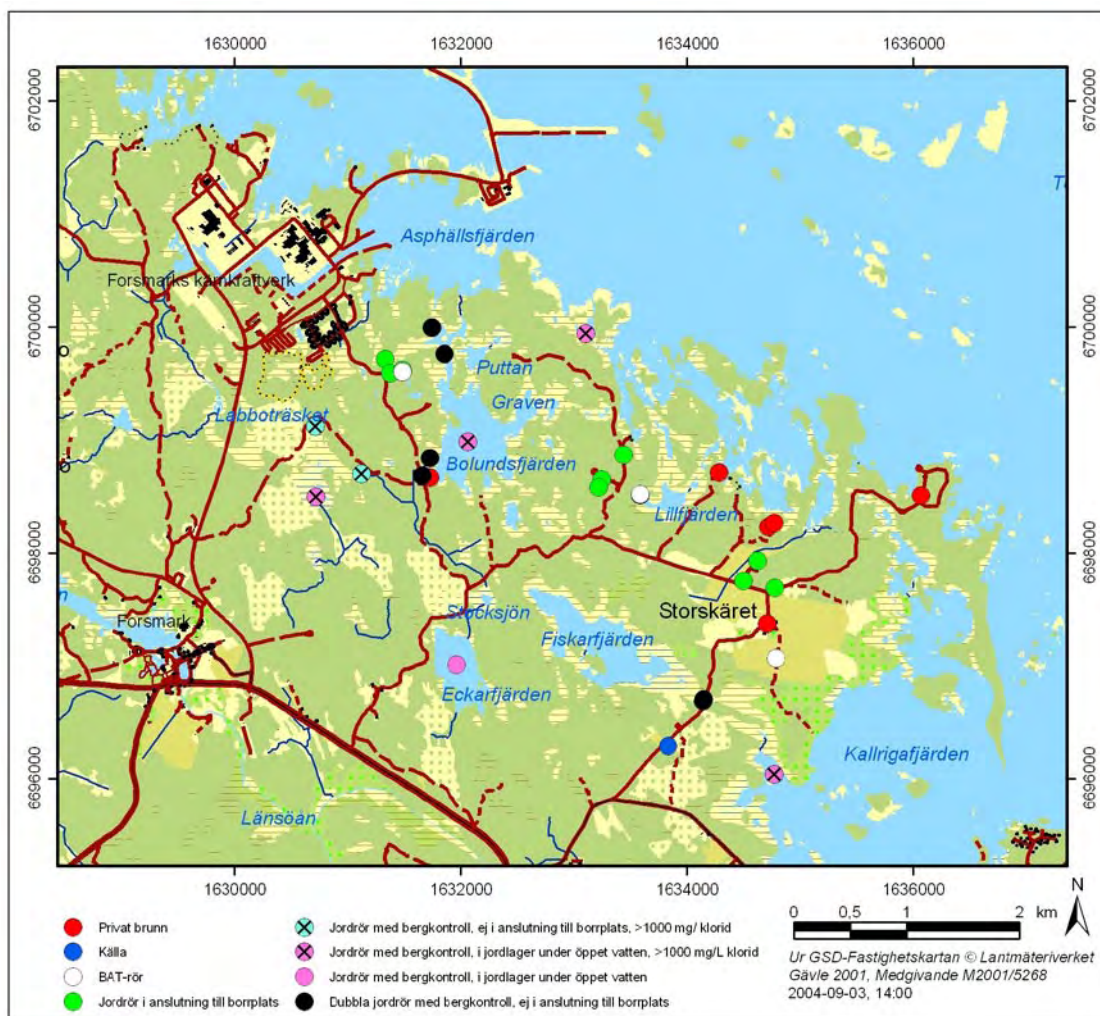 1630000 1632000 1634000 1636000
6702000 6702000
Asphällsfjärden
Forsmarks kärnkraftverk
6700000 6700000
Puttan
Graven
Labboträsket
Bolundsfjärden
Lillfjärden
6698000 6698000
Storskäret
Stocksjön
Forsmark
Fiskarfjärden
Eckarfjärden
Kallrigafjärden
6696000 6696000
Länsöån
1630000 1632000 1634000 1636000
N
Privat brunn
Källa
BAT-rör
Jordrör i anslutning till borrplats
Jordrör med bergkontroll, ej i anslutning till borrplats, >1000 mg/ klorid
Jordrör med bergkontroll, i jordlager under öppet vatten, >1000 mg/L klorid
Jordrör med bergkontroll, i jordlager under öppet vatten
Dubbla jordrör med bergkontroll, ej i anslutning till borrplats
0 0,5 1 2 km
Ur GSD-Fastighetskartan © Lantmäteriverket
Gävle 2001, Medgivande M2001/5268
2004-09-03, 14:00